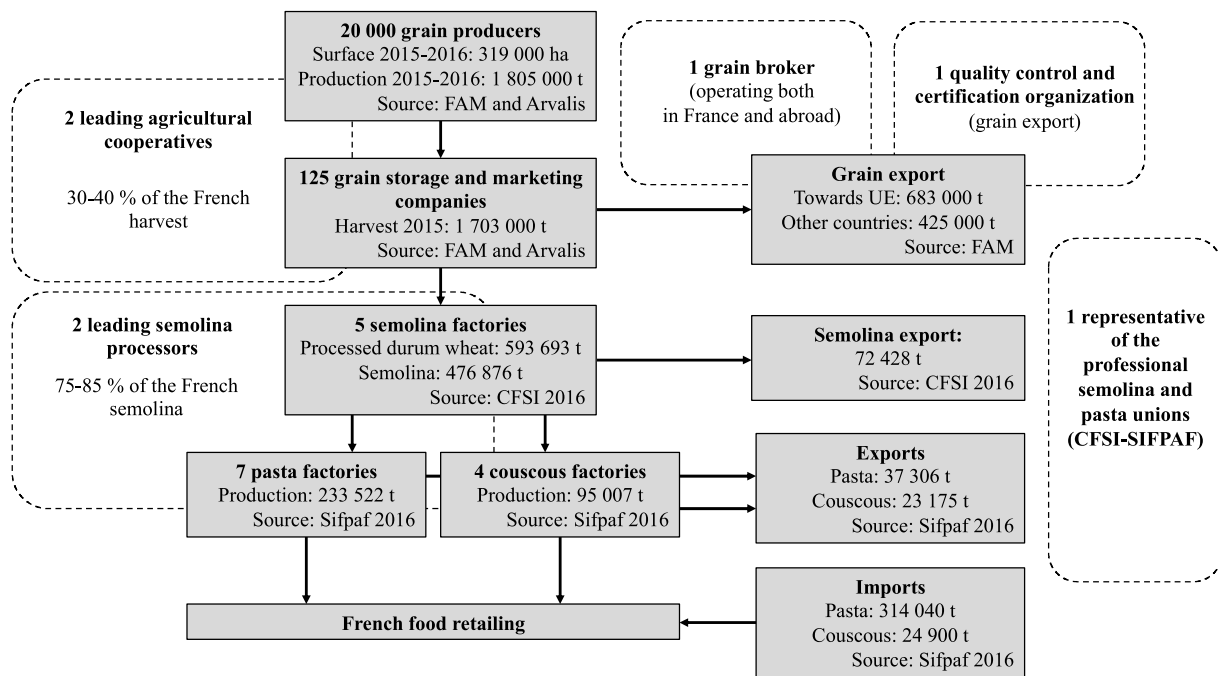 20 000 grain producers
Surface 2015-2016: 319 000 ha
Production 2015-2016: 1 805 000 t
Source: FAM and Arvalis
1 grain broker
(operating both
in France and abroad)
1 quality control and
certification organization
(grain export)
2 leading agricultural
cooperatives
30-40 % of the French
harvest
125 grain storage and marketing
companies
Harvest 2015: 1 703 000 t
Source: FAM and Arvalis
Grain export
Towards UE: 683 000 t
Other countries: 425 000 t
Source: FAM
2 leading semolina
processors
75-85 % of the French
semolina
5 semolina factories
Processed durum wheat: 593 693 t
Semolina: 476 876 t
Source: CFSI 2016
Semolina export:
72 428 t
Source: CFSI 2016
1 representative
of the
professional
semolina and
pasta unions
(CFSI-SIFPAF)
7 pasta factories
Production: 233 522 t
Source: Sifpaf 2016
4 couscous factories
Production: 95 007 t
Source: Sifpaf 2016
Exports
Pasta: 37 306 t
Couscous: 23 175 t
Source: Sifpaf 2016
French food retailing
Imports
Pasta: 314 040 t
Couscous: 24 900 t
Source: Sifpaf 2016